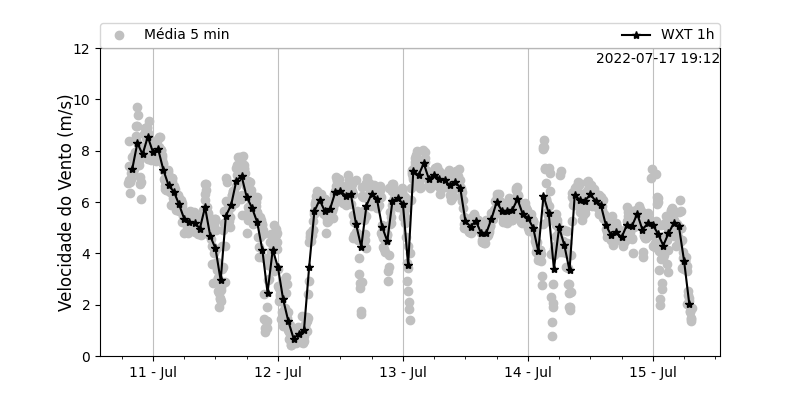 Média 5 min
WXT 1h
2022-07-17 19:12
Velocidade do Vento (m/s)
12
10
8
6
4
2
0
11 - Jul
12 - Jul
13 - Jul
14 - Jul
15 - Jul